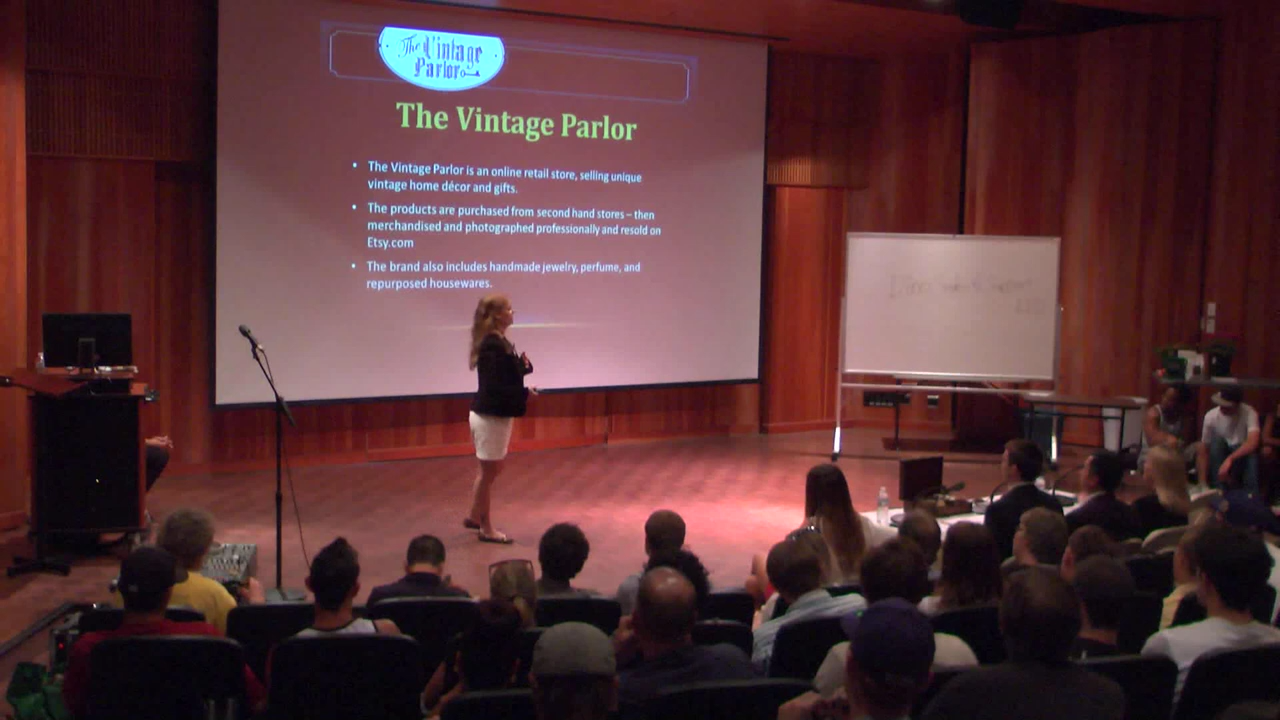 The Vintage
Parlor
The Vintage Parlor
• The Vintage Parlor is an online retail store, selling unique
vintage home décor and gifts.
• The products are purchased from second hand stores – then
merchandised and photographed professionally and resold on
Etsy.com
• The brand also includes handmade jewelry, perfume, and
repurposed housewares.